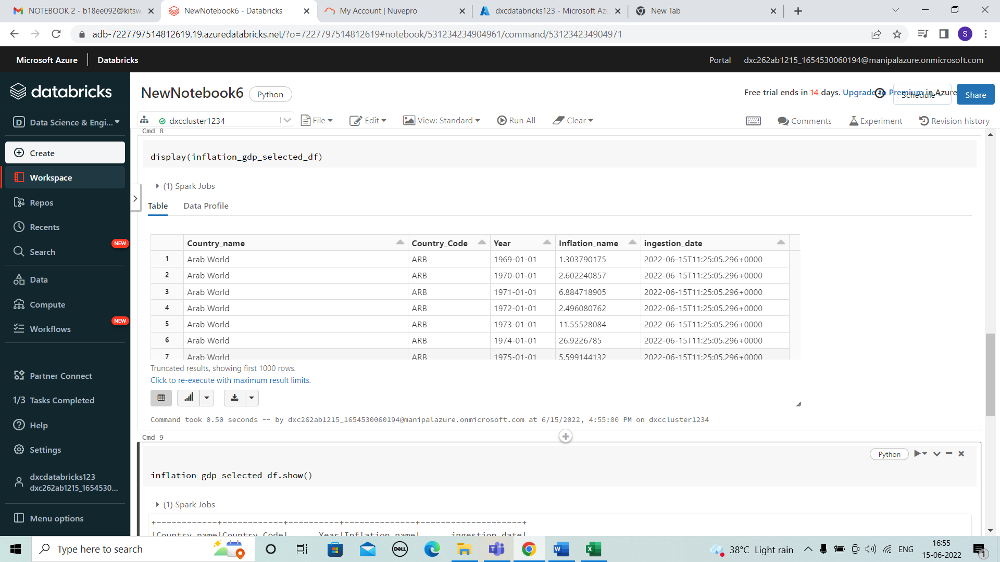 NOTEBOOK 2 - b18ee092@kitsw
NewNotebook6 - Databricks
My Account | Nuvepro
dxcdatabricks123 - Microsoft Az
New Tab
adb-7227797514812619.19.azuredatabricks.net/?o=7227797514812619#notebook/531234234904961/command/531234234904971
S
Microsoft Azure | Databricks
Portal dxc262ab1215_1654530060194@manipalazure.onmicrosoft.com
databricks
D Data Science & Engi...
Create
Workspace
Repos
Recents
NEW
Search
Data
Compute
NEW
Workflows
Partner Connect
1/3 Tasks Completed
Help
Settings
dxcdatabricks123
dxc262ab1215_1654530...
Menu options
NewNotebook6 Python
Free trial ends in 14 days. Upgrade to Premium in Azure
Schedule
Share
dxccluster1234
File
Edit
View: Standard
Run All
Clear
Comments
Experiment
Revision history
Cmd 8
display(inflation_gdp_selected_df)
(1) Spark Jobs
Table Data Profile
Country_name Country_Code Year Inflation_name ingestion_date
1 Arab World ARB 1969-01-01 1.303790175 2022-06-15T11:25:05.296+0000
2 Arab World ARB 1970-01-01 2.602240857 2022-06-15T11:25:05.296+0000
3 Arab World ARB 1971-01-01 6.884718905 2022-06-15T11:25:05.296+0000
4 Arab World ARB 1972-01-01 2.496080762 2022-06-15T11:25:05.296+0000
5 Arab World ARB 1973-01-01 11.55528084 2022-06-15T11:25:05.296+0000
6 Arab World ARB 1974-01-01 26.9226785 2022-06-15T11:25:05.296+0000
7 Arab World ARB 1975-01-01 5.599144132 2022-06-15T11:25:05.296+0000
Truncated results, showing first 1000 rows.
Click to re-execute with maximum result limits.
Command took 0.50 seconds -- by dxc262ab1215_1654530060194@manipalazure.onmicrosoft.com at 6/15/2022, 4:55:00 PM on dxccluster1234
Cmd 9
Python
inflation_gdp_selected_df.show()
(1) Spark Jobs
+------------+------------+----------+--------------+--------------------+
|Country_name|Country_Code|      Year|Inflation_name|      ingestion_date|
Type here to search
DELL
38°C Light rain
ENG
16:55
15-06-2022
1